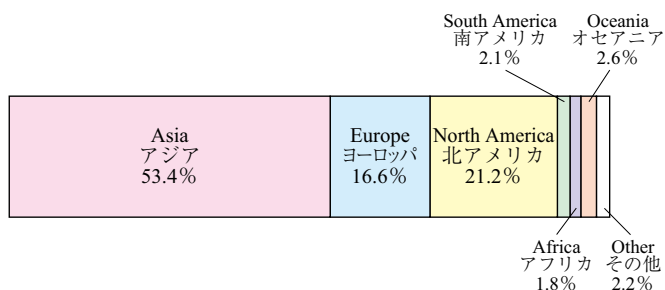 South America
南アメリカ
2.1%
Oceania
オセアニア
2.6%
Asia
アジア
53.4%
Europe
ヨーロッパ
16.6%
North America
北アメリカ
21.2%
Africa
アフリカ
1.8%
Other
その他
2.2%